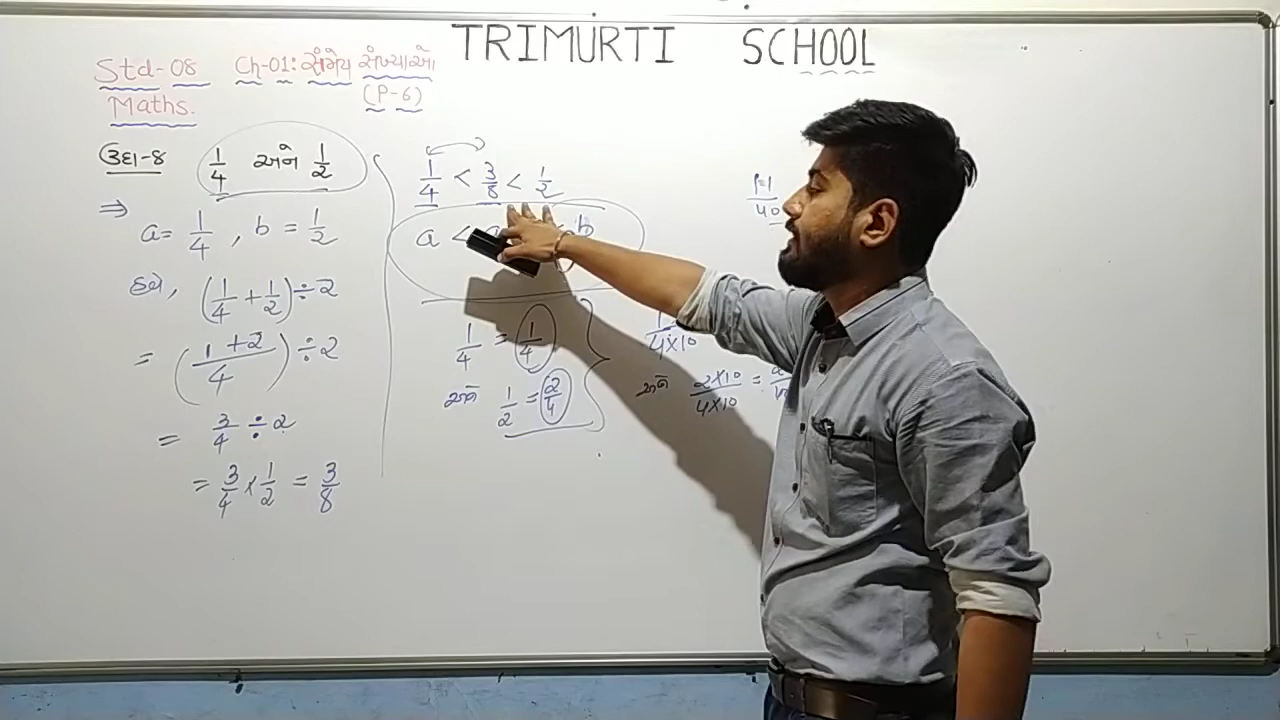 TRIMURTI SCHOOL
Std-08 Ch-01: સંમેય સંખ્યાઓ
Maths. (P-6)
ઉદા-8 1/4 અને 1/2
⇒ a = 1/4 , b = 1/2
હવે, (1/4 + 1/2) ÷ 2
= (1+2/4) ÷ 2
= 3/4 ÷ 2
= 3/4 × 1/2 = 3/8
1/4 < 3/8 < 1/2
a < b
1/4 = 1/4
અને 1/2 = 2/4
1/40
1/4×10
અને 2×10/4×10 =